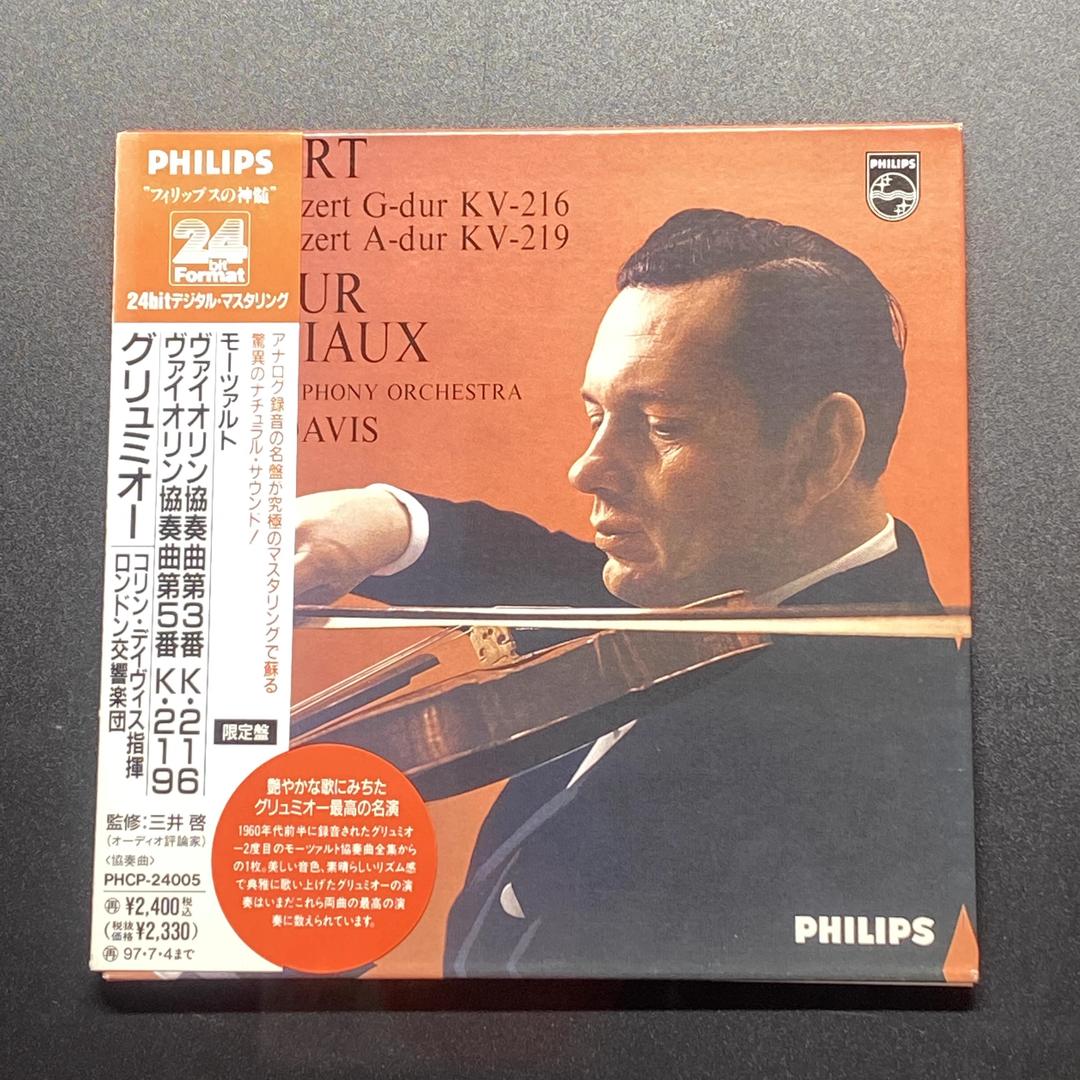 PHILIPS
"フィリップスの神髄"
24
bit
Format
24bitデジタル・マスタリング
アナログ録音の名盤が究極のマスタリングで蘇る
驚異のナチュラル・サウンド!
モーツァルト
ヴァイオリン協奏曲第3番 K・216
ヴァイオリン協奏曲第5番 K・219
グリュミオー
コリン・デイヴィス指揮
ロンドン交響楽団
限定盤
監修:三井 啓
(オーディオ評論家)
〈協奏曲〉
PHCP-24005
再 ¥2,400税込
(税抜価格¥2,330)
再 97・7・4まで
艶やかな歌にみちた
グリュミオー最高の名演
1960年代前半に録音されたグリュミオ
ー2度目のモーツァルト協奏曲全集から
の1枚。美しい音色、素晴らしいリズム感
で典雅に歌い上げたグリュミオーの演
奏はいまだこれら両曲の最高の演
奏に数えられています。
RT
zert G-dur KV-216
zert A-dur KV-219
UR
IAUX
PHONY ORCHESTRA
DAVIS
PHILIPS
PHILIPS